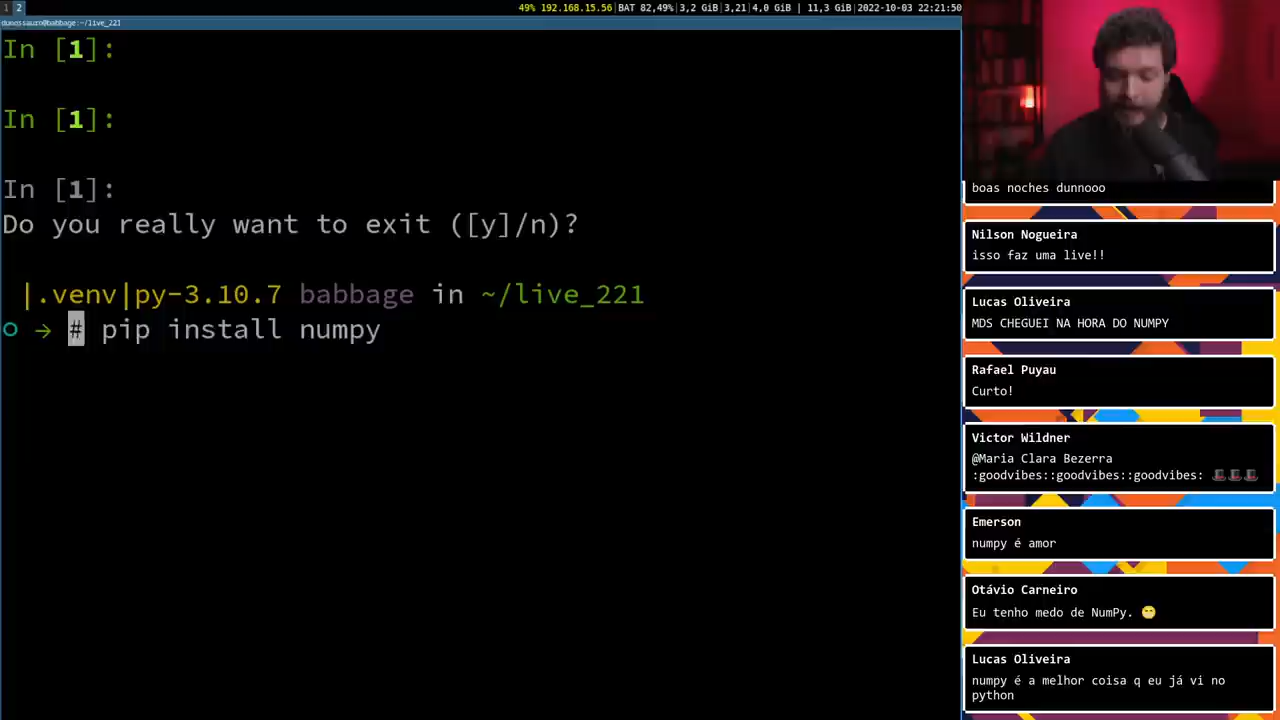 1 2
49% 192.168.15.56|BAT 82,49%|3,2 GiB|3,21|4,0 GiB | 11,3 GiB|2022-10-03 22:21:50
dunossauro@babbage:~/live_221
In [1]:
In [1]:
In [1]:
Do you really want to exit ([y]/n)?
|.venv|py-3.10.7 babbage in ~/live_221
→ # pip install numpy
boas noches dunnooo
Nilson Nogueira
isso faz uma live!!
Lucas Oliveira
MDS CHEGUEI NA HORA DO NUMPY
Rafael Puyau
Curto!
Victor Wildner
@Maria Clara Bezerra
:goodvibes::goodvibes::goodvibes: 🎩🎩🎩
Emerson
numpy é amor
Otávio Carneiro
Eu tenho medo de NumPy. 😁
Lucas Oliveira
numpy é a melhor coisa q eu já vi no
python